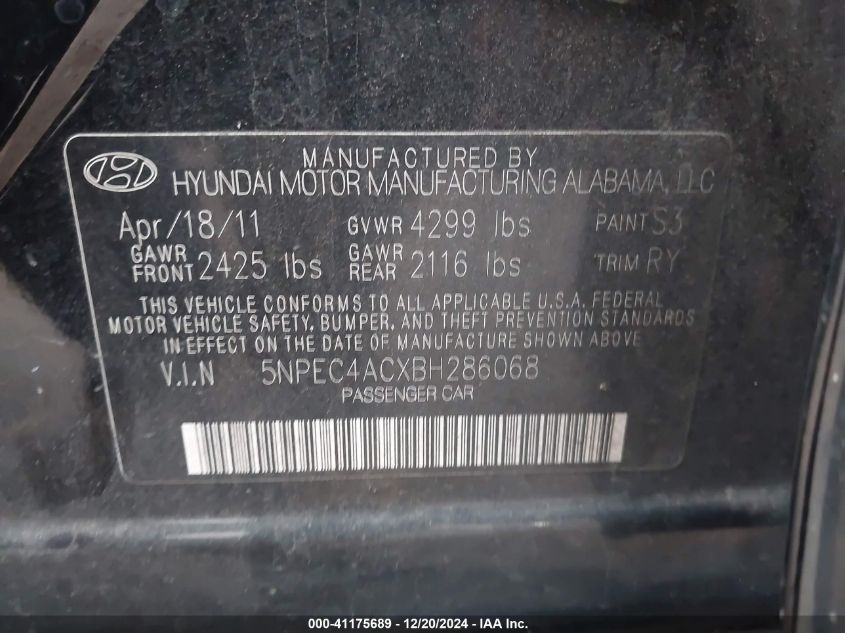 MANUFACTURED BY
HYUNDAI MOTOR MANUFACTURING ALABAMA, LLC
Apr/18/11 GVWR 4299 lbs PAINT S3
GAWR FRONT 2425 lbs GAWR REAR 2116 lbs TRIM RY
THIS VEHICLE CONFORMS TO ALL APPLICABLE U.S.A. FEDERAL
MOTOR VEHICLE SAFETY, BUMPER, AND THEFT PREVENTION STANDARDS
IN EFFECT ON THE DATE OF MANUFACTURE SHOWN ABOVE.
V.I.N 5NPEC4ACXBH286068
PASSENGER CAR
000-41175689 - 12/20/2024 - IAA Inc.